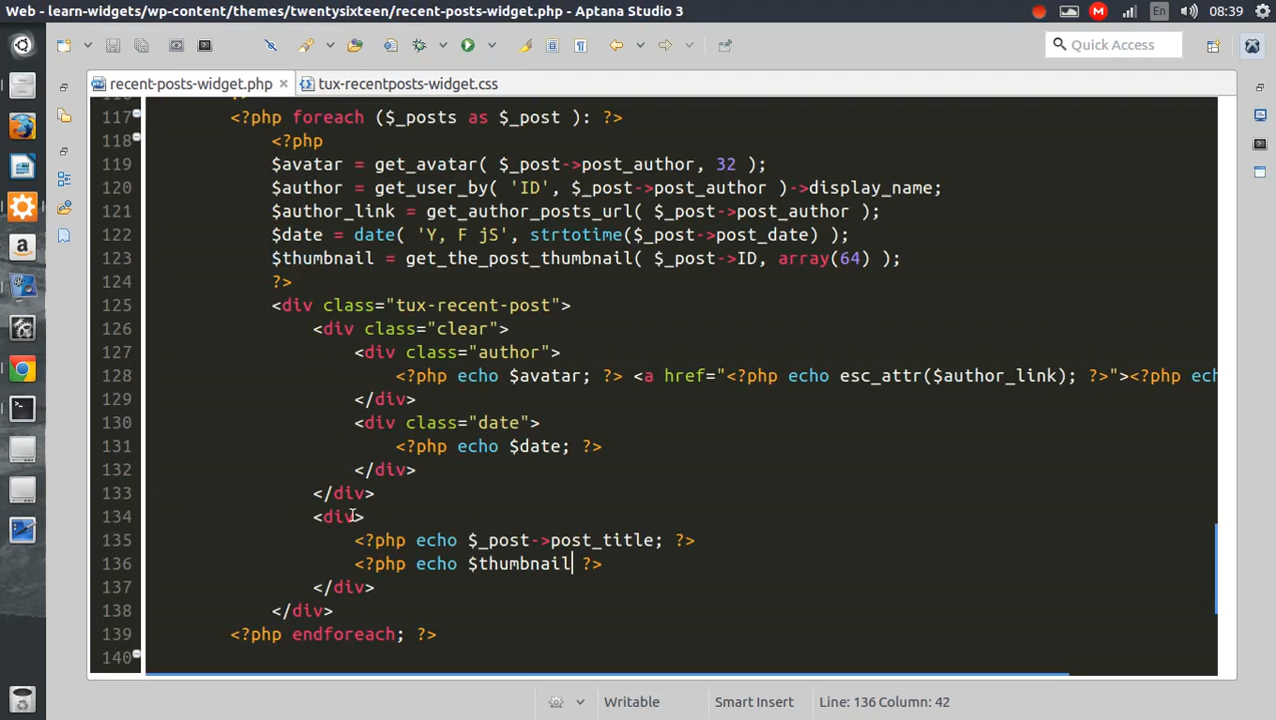 Web - learn-widgets/wp-content/themes/twentysixteen/recent-posts-widget.php - Aptana Studio 3
En
08:39
Quick Access
recent-posts-widget.php
tux-recentposts-widget.css
117 <?php foreach ($_posts as $_post ): ?>
118 <?php
119 $avatar = get_avatar( $_post->post_author, 32 );
120 $author = get_user_by( 'ID', $_post->post_author )->display_name;
121 $author_link = get_author_posts_url( $_post->post_author );
122 $date = date( 'Y, F jS', strtotime($_post->post_date) );
123 $thumbnail = get_the_post_thumbnail( $_post->ID, array(64) );
124 ?>
125 <div class="tux-recent-post">
126 <div class="clear">
127 <div class="author">
128 <?php echo $avatar; ?> <a href="<?php echo esc_attr($author_link); ?>"><?php ech
129 </div>
130 <div class="date">
131 <?php echo $date; ?>
132 </div>
133 </div>
134 <div>
135 <?php echo $_post->post_title; ?>
136 <?php echo $thumbnail ?>
137 </div>
138 </div>
139 <?php endforeach; ?>
140
Writable
Smart Insert
Line: 136 Column: 42